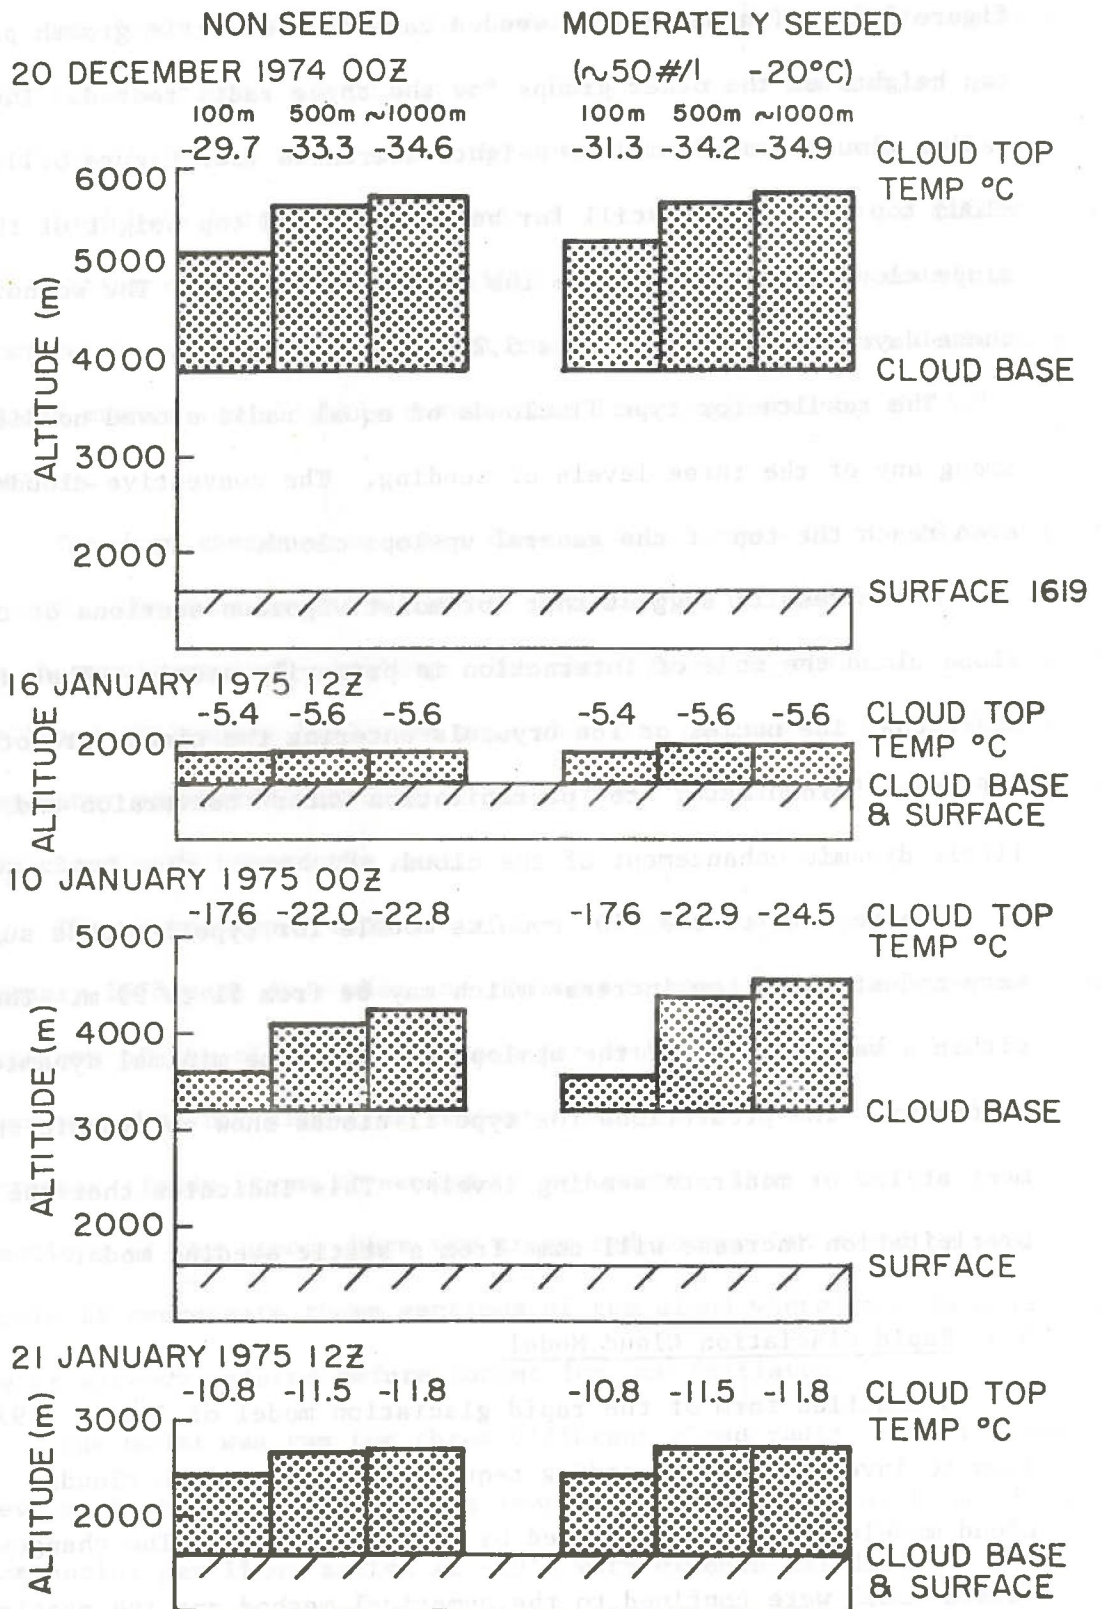 NON SEEDED MODERATELY SEEDED
20 DECEMBER 1974 00Z (~50#/l -20°C)
100m 500m ~1000m 100m 500m ~1000m
-29.7 -33.3 -34.6 -31.3 -34.2 -34.9 CLOUD TOP
TEMP °C
6000
5000
4000
3000
2000
ALTITUDE (m)
CLOUD BASE
SURFACE 1619
16 JANUARY 1975 12Z
-5.4 -5.6 -5.6 -5.4 -5.6 -5.6 CLOUD TOP
TEMP °C
2000
ALTITUDE
CLOUD BASE
& SURFACE
10 JANUARY 1975 00Z
-17.6 -22.0 -22.8 -17.6 -22.9 -24.5 CLOUD TOP
TEMP °C
5000
4000
3000
2000
ALTITUDE (m)
CLOUD BASE
SURFACE
21 JANUARY 1975 12Z
-10.8 -11.5 -11.8 -10.8 -11.5 -11.8 CLOUD TOP
TEMP °C
3000
2000
ALTITUDE (m)
CLOUD BASE
& SURFACE